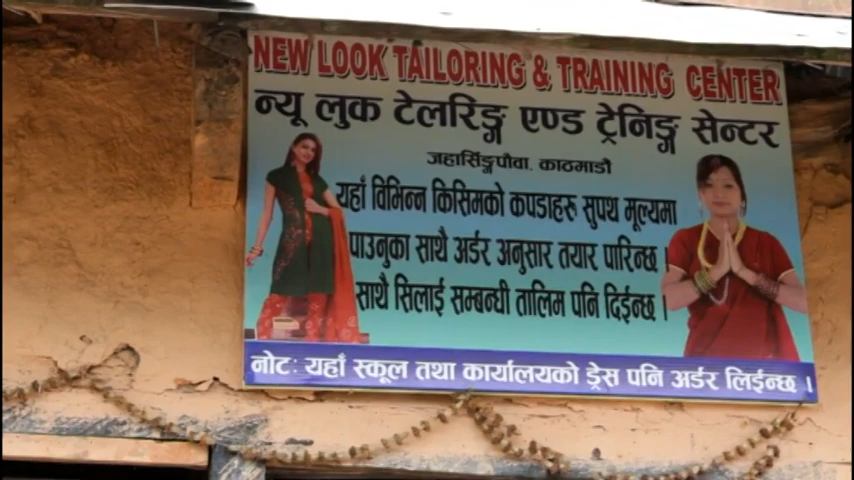 NEW LOOK TAILORING & TRAINING CENTER
न्यू लुक टेलरिङ्ग एण्ड ट्रेनिङ्ग सेन्टर
जहार्सिङ्गपौवा, काठमाडौ
यहाँ विभिन्न किसिमको कपडाहरू सुपथ मूल्यमा
पाउनुका साथै अर्डर अनुसार तयार पारिन्छ ।
साथै सिलाई सम्बन्धी तालिम पनि दिईन्छ ।
नोटः यहाँ स्कूल तथा कार्यालयको ड्रेस पनि अर्डर लिईन्छ ।